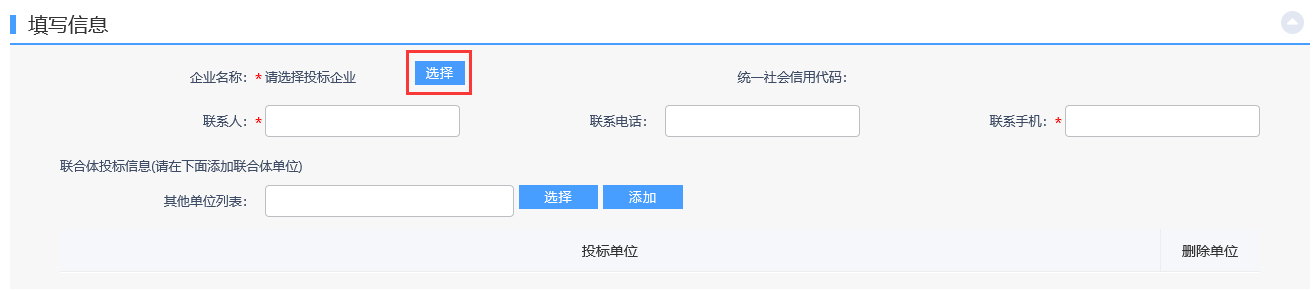 填写信息
企业名称：*请选择投标企业 选择 统一社会信用代码：
联系人：* 联系电话： 联系手机：*
联合体投标信息(请在下面添加联合体单位)
其他单位列表： 选择 添加
投标单位 删除单位